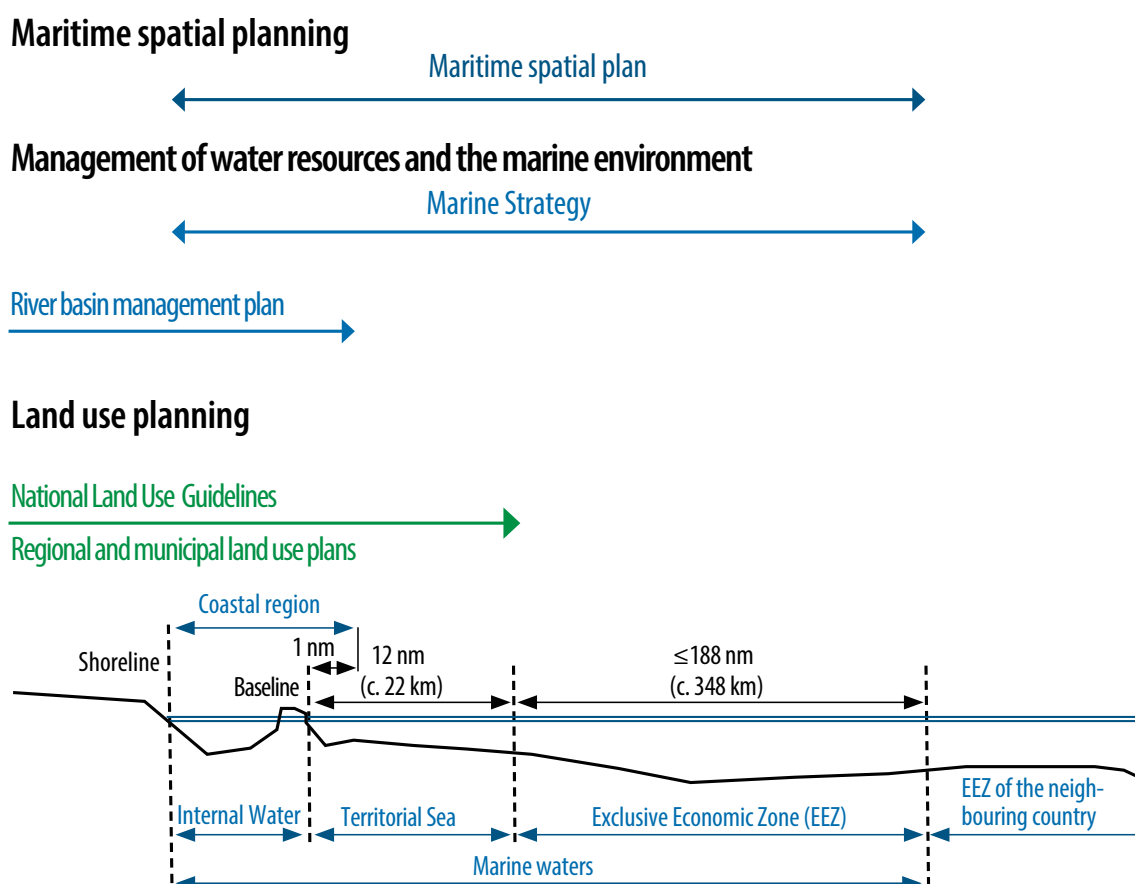 Maritime spatial planning
Maritime spatial plan
Management of water resources and the marine environment
Marine Strategy
River basin management plan
Land use planning
National Land Use Guidelines
Regional and municipal land use plans
Coastal region
1 nm
12 nm
(c. 22 km)
≤188 nm
(c. 348 km)
Shoreline
Baseline
Internal Water
Territorial Sea
Exclusive Economic Zone (EEZ)
EEZ of the neigh-
bouring country
Marine waters